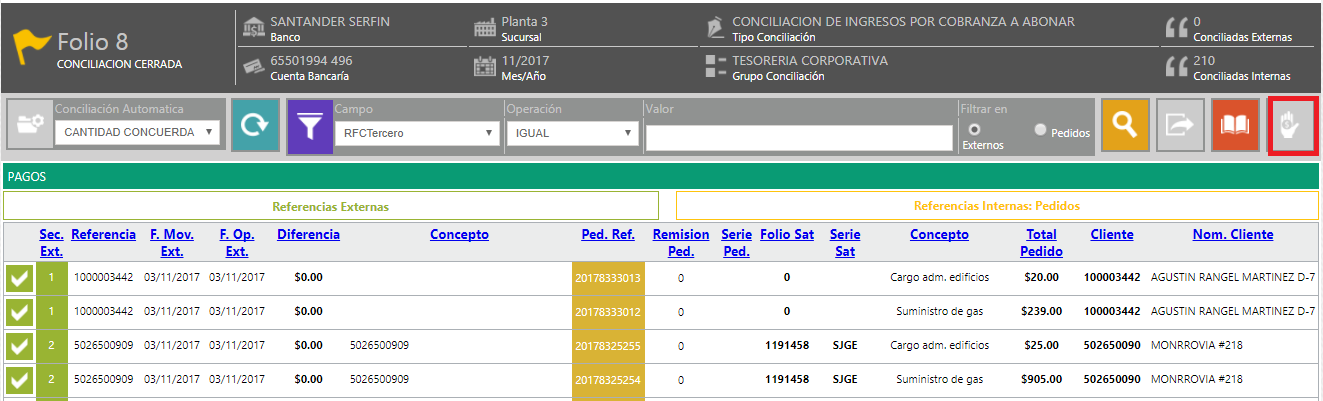 Folio 8
CONCILIACION CERRADA
SANTANDER SERFIN
Banco
65501994 496
Cuenta Bancaría
Planta 3
Sucursal
11/2017
Mes/Año
CONCILIACION DE INGRESOS POR COBRANZA A ABONAR
Tipo Conciliación
TESORERIA CORPORATIVA
Grupo Conciliación
0
Conciliadas Externas
210
Conciliadas Internas
Conciliación Automatica
CANTIDAD CONCUERDA
Campo
RFCTercero
Operación
IGUAL
Valor
Filtrar en
Externos
Pedidos
PAGOS
Referencias Externas
Referencias Internas: Pedidos
Sec. Ext. Referencia F. Mov. Ext. F. Op. Ext. Diferencia Concepto Ped. Ref. Remision Ped. Serie Ped. Folio Sat Serie Sat Concepto Total Pedido Cliente Nom. Cliente
1 1000003442 03/11/2017 03/11/2017 $0.00 20178333013 0 0 Cargo adm. edificios $20.00 100003442 AGUSTIN RANGEL MARTINEZ D-7
1 1000003442 03/11/2017 03/11/2017 $0.00 20178333012 0 0 Suministro de gas $239.00 100003442 AGUSTIN RANGEL MARTINEZ D-7
2 5026500909 03/11/2017 03/11/2017 $0.00 5026500909 20178325255 0 1191458 SJGE Cargo adm. edificios $25.00 502650090 MONRROVIA #218
2 5026500909 03/11/2017 03/11/2017 $0.00 5026500909 20178325254 0 1191458 SJGE Suministro de gas $905.00 502650090 MONRROVIA #218